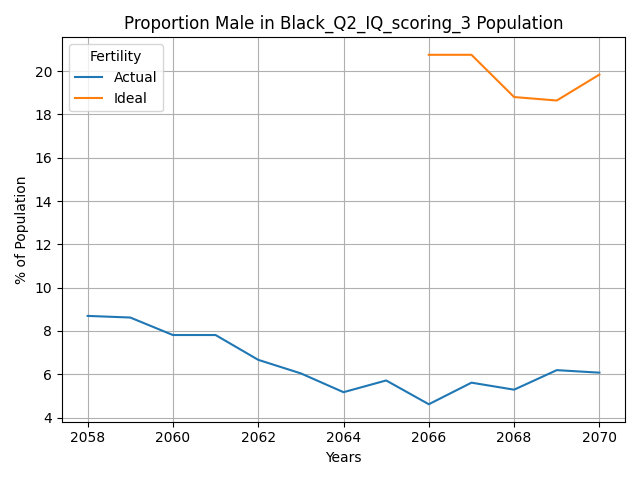 Proportion Male in Black_Q2_IQ_scoring_3 Population
Fertility
Actual
Ideal
% of Population
20
18
16
14
12
10
8
6
4
2058 2060 2062 2064 2066 2068 2070
Years